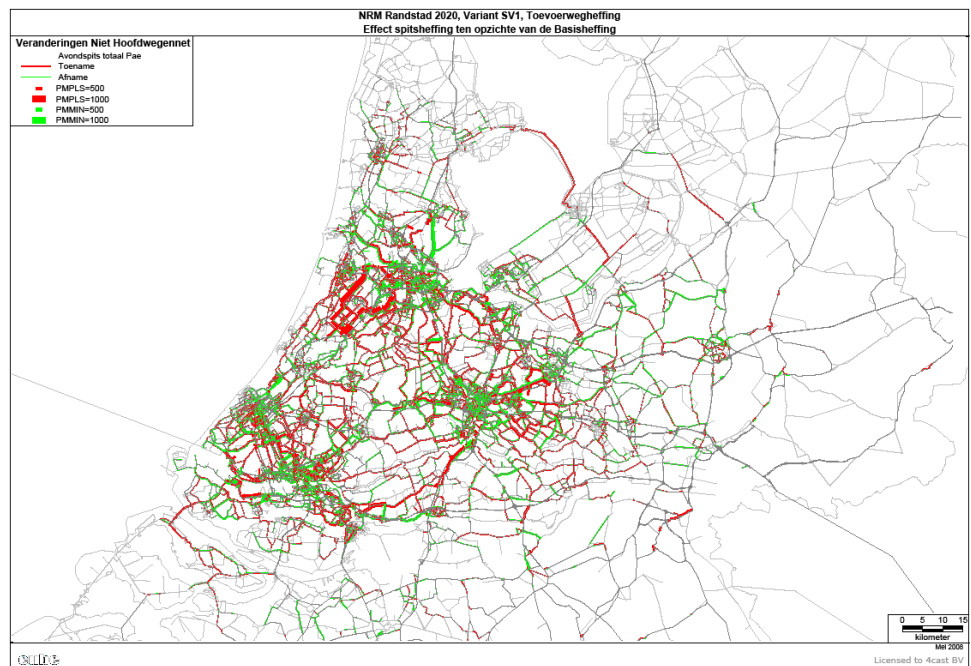 NRM Randstad 2020, Variant SV1, Toevoerwegheffing
Effect spitsheffing ten opzichte van de Basisheffing
Veranderingen Niet Hoofdwegennet
Avondspits totaal Pae
Toename
Afname
PMPLS=500
PMPLS=1000
PMMIN=500
PMMIN=1000
0 5 10 15
kilometer
Mei 2008
cube
Licensed to 4cast BV